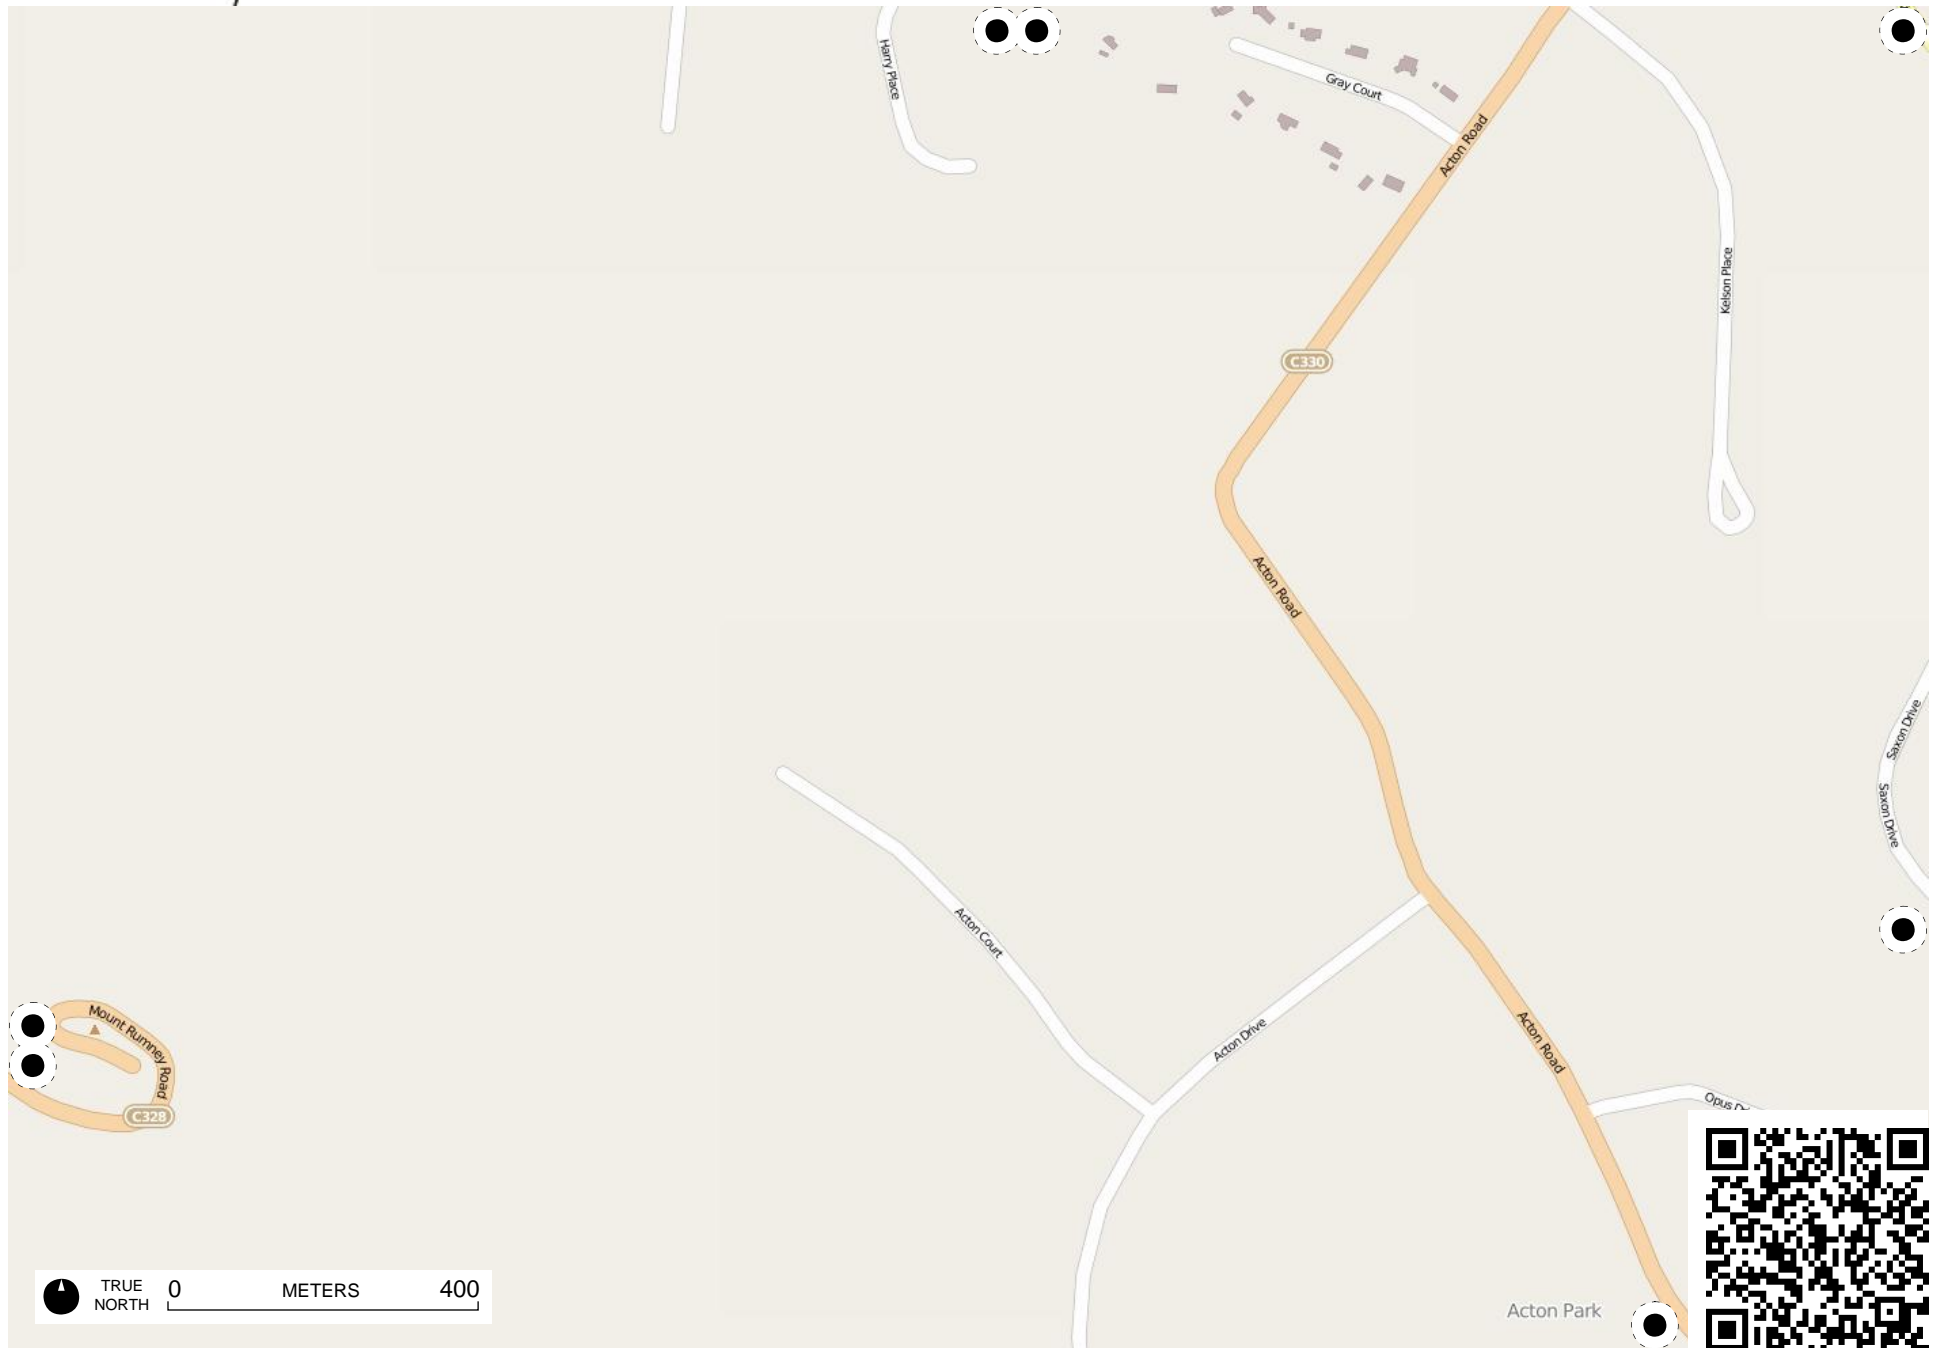 Harry Place
Gray Court
Acton Road
Kelson Place
C330
Acton Road
Saxon Drive
Saxon Drive
Acton Court
Mount Rumney Road
Acton Drive
Acton Road
C328
Opus D
TRUE NORTH
0 METERS 400
Acton Park